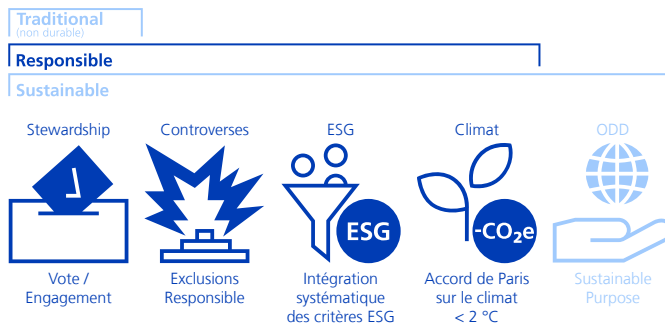 Traditional
(non durable)
Responsible
Sustainable
Stewardship
Controverses
ESG
Climat
ODD
ESG
-CO₂e
Vote /
Engagement
Exclusions
Responsible
Intégration
systématique
des critères ESG
Accord de Paris
sur le climat
< 2 °C
Sustainable
Purpose